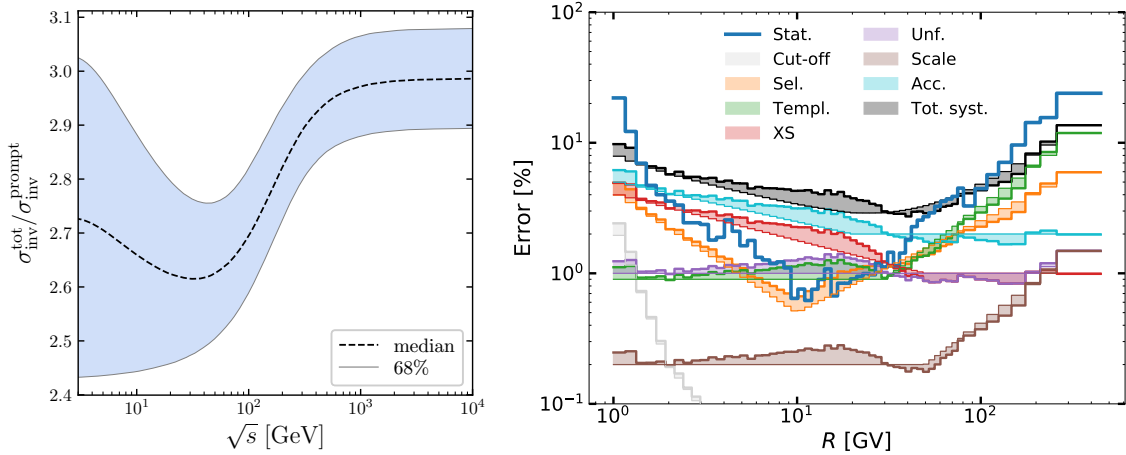 3.1
3.0
2.9
2.8
2.7
2.6
2.5
2.4
σ_inv^tot/σ_inv^prompt
10^1
10^2
10^3
10^4
√s [GeV]
median
68%
10^2
10^1
10^0
10^−1
Error [%]
10^0
10^1
10^2
R [GV]
Stat.
Cut-off
Sel.
Templ.
XS
Unf.
Scale
Acc.
Tot. syst.